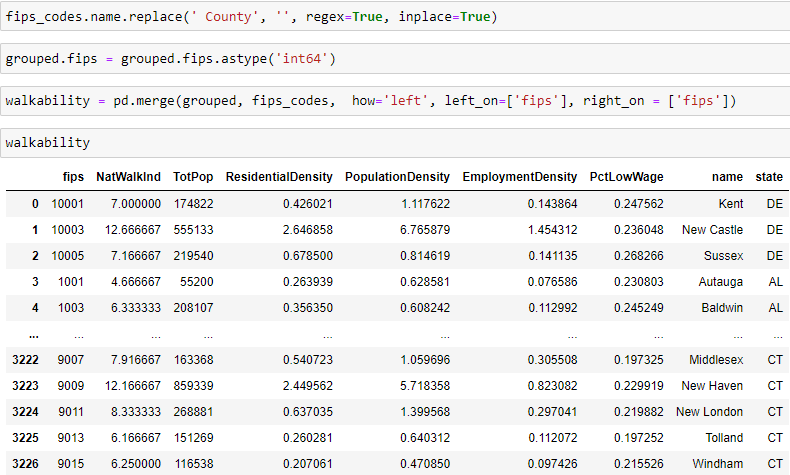 fips_codes.name.replace(' County', '', regex=True, inplace=True)
grouped.fips = grouped.fips.astype('int64')
walkability = pd.merge(grouped, fips_codes,  how='left', left_on=['fips'], right_on = ['fips'])
walkability
fips NatWalkInd TotPop ResidentialDensity PopulationDensity EmploymentDensity PctLowWage name state
0 10001 7.000000 174822 0.426021 1.117622 0.143864 0.247562 Kent DE
1 10003 12.666667 555133 2.646858 6.765879 1.454312 0.236048 New Castle DE
2 10005 7.166667 219540 0.678500 0.814619 0.141135 0.268266 Sussex DE
3 1001 4.666667 55200 0.263939 0.628581 0.076586 0.230803 Autauga AL
4 1003 6.333333 208107 0.356350 0.608242 0.112992 0.245249 Baldwin AL
... ... ... ... ... ... ... ... ... ...
3222 9007 7.916667 163368 0.540723 1.059696 0.305508 0.197325 Middlesex CT
3223 9009 12.166667 859339 2.449562 5.718358 0.823082 0.229919 New Haven CT
3224 9011 8.333333 268881 0.637035 1.399568 0.297041 0.219882 New London CT
3225 9013 6.166667 151269 0.260281 0.640312 0.112072 0.197252 Tolland CT
3226 9015 6.250000 116538 0.207061 0.470850 0.097426 0.215526 Windham CT